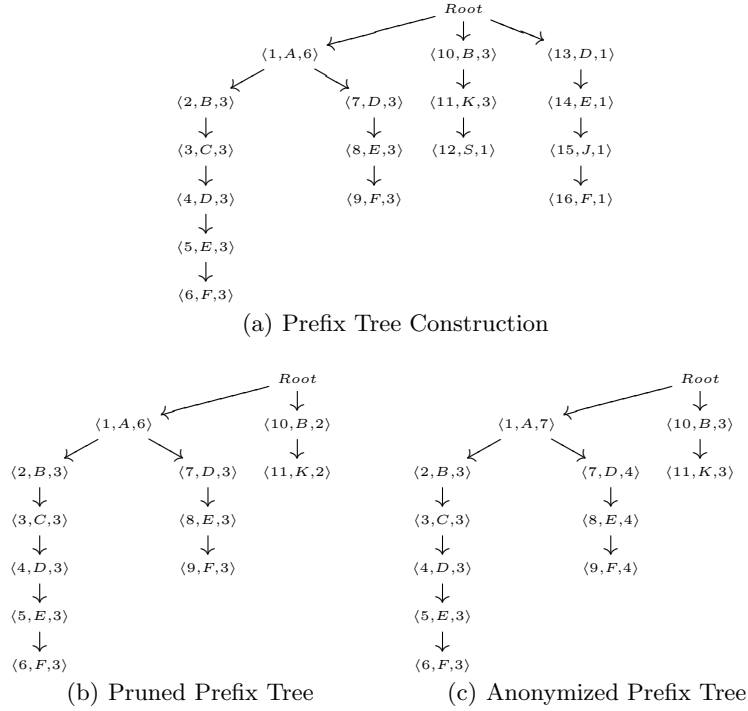 Root
⟨1,A,6⟩ ⟨10,B,3⟩ ⟨13,D,1⟩
⟨2,B,3⟩ ⟨7,D,3⟩ ⟨11,K,3⟩ ⟨14,E,1⟩
⟨3,C,3⟩ ⟨8,E,3⟩ ⟨12,S,1⟩ ⟨15,J,1⟩
⟨4,D,3⟩ ⟨9,F,3⟩ ⟨16,F,1⟩
⟨5,E,3⟩
⟨6,F,3⟩
(a) Prefix Tree Construction
Root
⟨1,A,6⟩ ⟨10,B,2⟩
⟨2,B,3⟩ ⟨7,D,3⟩ ⟨11,K,2⟩
⟨3,C,3⟩ ⟨8,E,3⟩
⟨4,D,3⟩ ⟨9,F,3⟩
⟨5,E,3⟩
⟨6,F,3⟩
(b) Pruned Prefix Tree
Root
⟨1,A,7⟩ ⟨10,B,3⟩
⟨2,B,3⟩ ⟨7,D,4⟩ ⟨11,K,3⟩
⟨3,C,3⟩ ⟨8,E,4⟩
⟨4,D,3⟩ ⟨9,F,4⟩
⟨5,E,3⟩
⟨6,F,3⟩
(c) Anonymized Prefix Tree